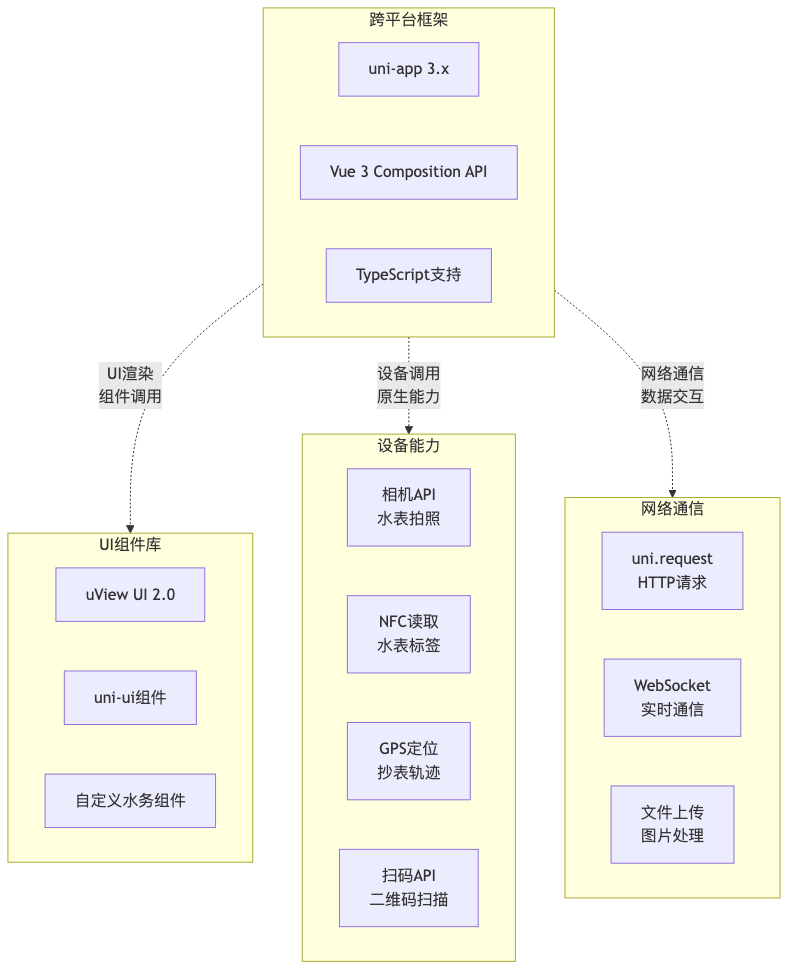 跨平台框架
uni-app 3.x
Vue 3 Composition API
TypeScript支持
UI渲染
组件调用
设备调用
原生能力
网络通信
数据交互
UI组件库
uView UI 2.0
uni-ui组件
自定义水务组件
设备能力
相机API
水表拍照
NFC读取
水表标签
GPS定位
抄表轨迹
扫码API
二维码扫描
网络通信
uni.request
HTTP请求
WebSocket
实时通信
文件上传
图片处理